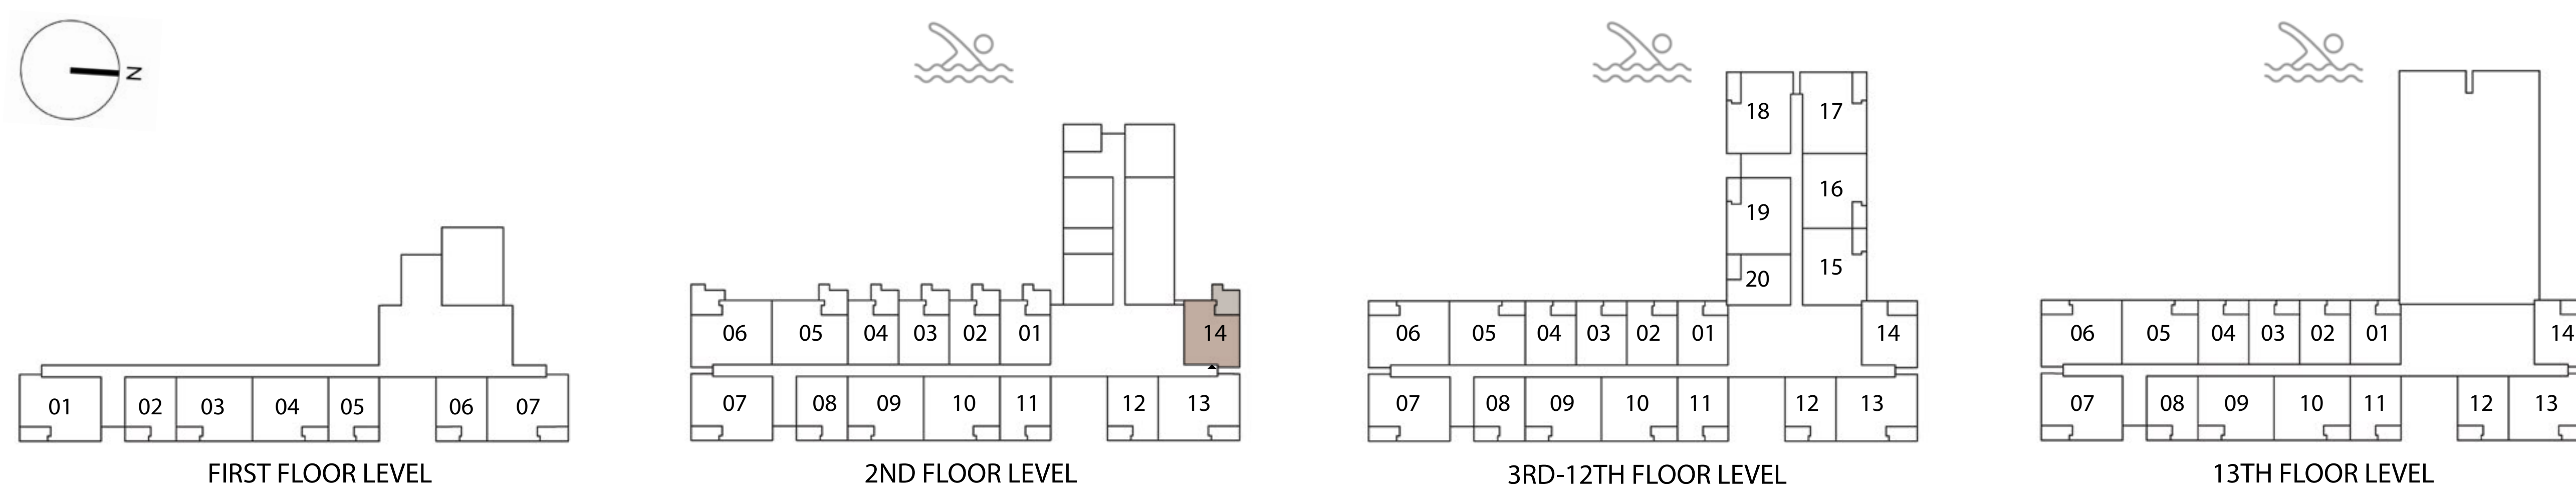 N
18 17
16
19
15
20
06 05 04 03 02 01 14
06 05 04 03 02 01 14
06 05 04 03 02 01 14
01 02 03 04 05 06 07
07 08 09 10 11 12 13
07 08 09 10 11 12 13
07 08 09 10 11 12 13
FIRST FLOOR LEVEL
2ND FLOOR LEVEL
3RD-12TH FLOOR LEVEL
13TH FLOOR LEVEL